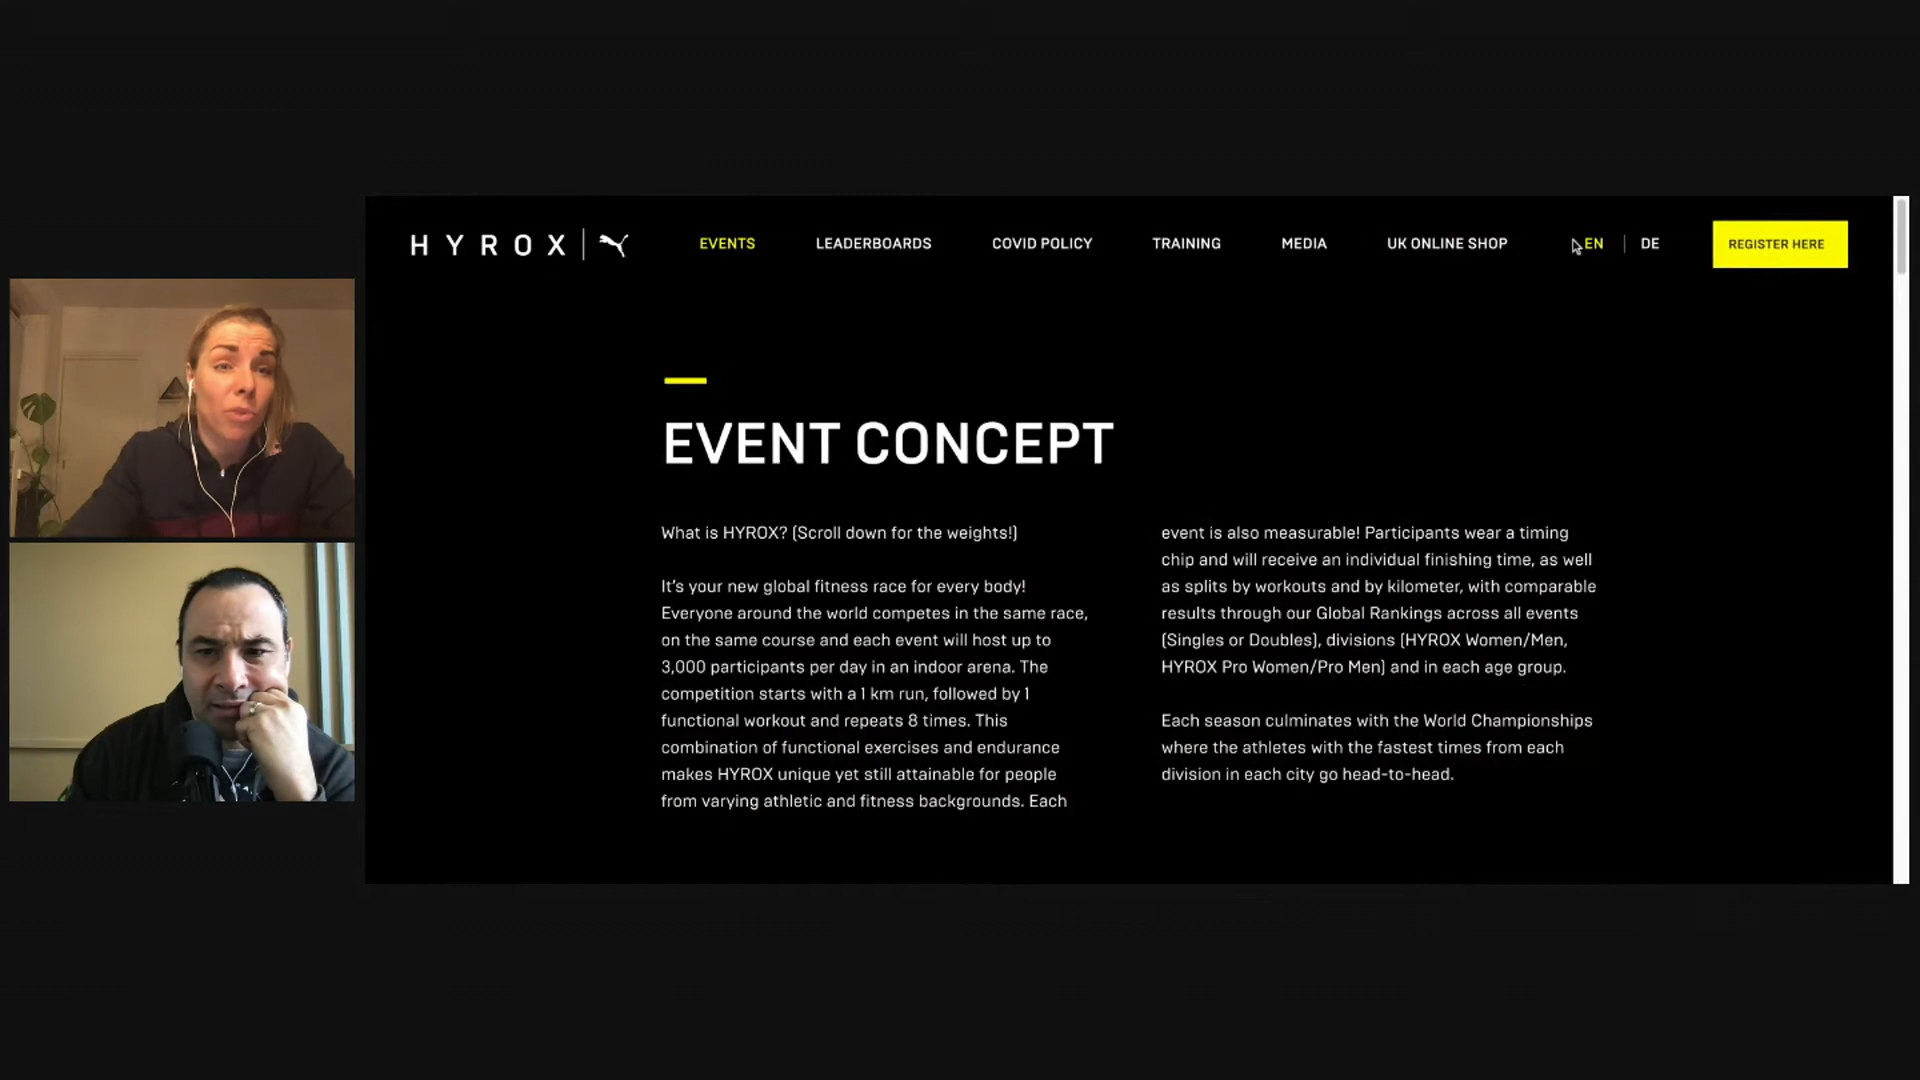 HYROX
EVENTS
LEADERBOARDS
COVID POLICY
TRAINING
MEDIA
UK ONLINE SHOP
EN
DE
REGISTER HERE
EVENT CONCEPT
What is HYROX? (Scroll down for the weights!)
It's your new global fitness race for every body!
Everyone around the world competes in the same race,
on the same course and each event will host up to
3,000 participants per day in an indoor arena. The
competition starts with a 1 km run, followed by 1
functional workout and repeats 8 times. This
combination of functional exercises and endurance
makes HYROX unique yet still attainable for people
from varying athletic and fitness backgrounds. Each
event is also measurable! Participants wear a timing
chip and will receive an individual finishing time, as well
as splits by workouts and by kilometer, with comparable
results through our Global Rankings across all events
(Singles or Doubles), divisions (HYROX Women/Men,
HYROX Pro Women/Pro Men) and in each age group.
Each season culminates with the World Championships
where the athletes with the fastest times from each
division in each city go head-to-head.